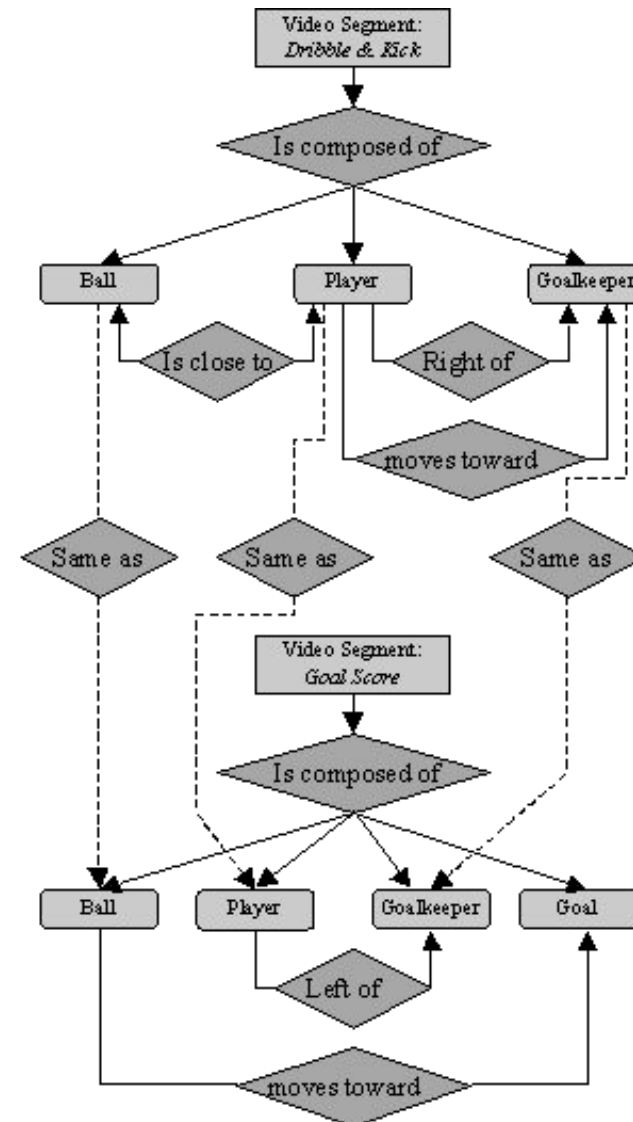 Video Segment:
Dribble & Kick
Is composed of
Ball
Player
Goalkeeper
Is close to
Right of
moves toward
Same as
Same as
Same as
Video Segment:
Goal Score
Is composed of
Ball
Player
Goalkeeper
Goal
Left of
moves toward